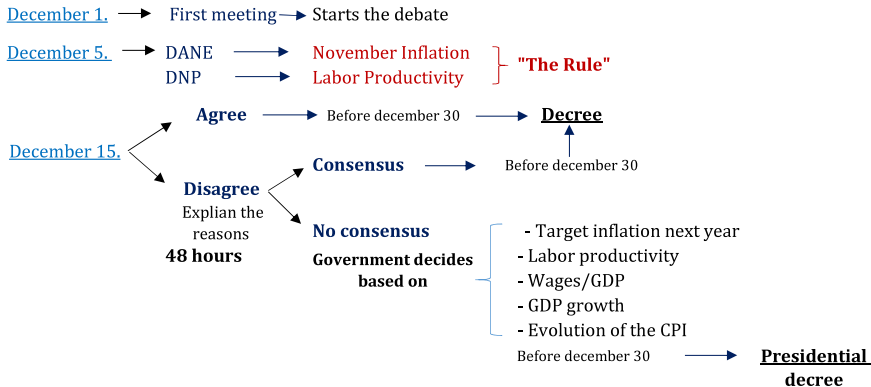 December 1. First meeting Starts the debate
December 5. DANE November Inflation
"The Rule"
DNP Labor Productivity
Agree Before december 30 Decree
December 15.
Consensus Before december 30
Disagree
Explian the
reasons
48 hours
No consensus
Government decides
based on
- Target inflation next year
- Labor productivity
- Wages/GDP
- GDP growth
- Evolution of the CPI
Before december 30 Presidential
decree